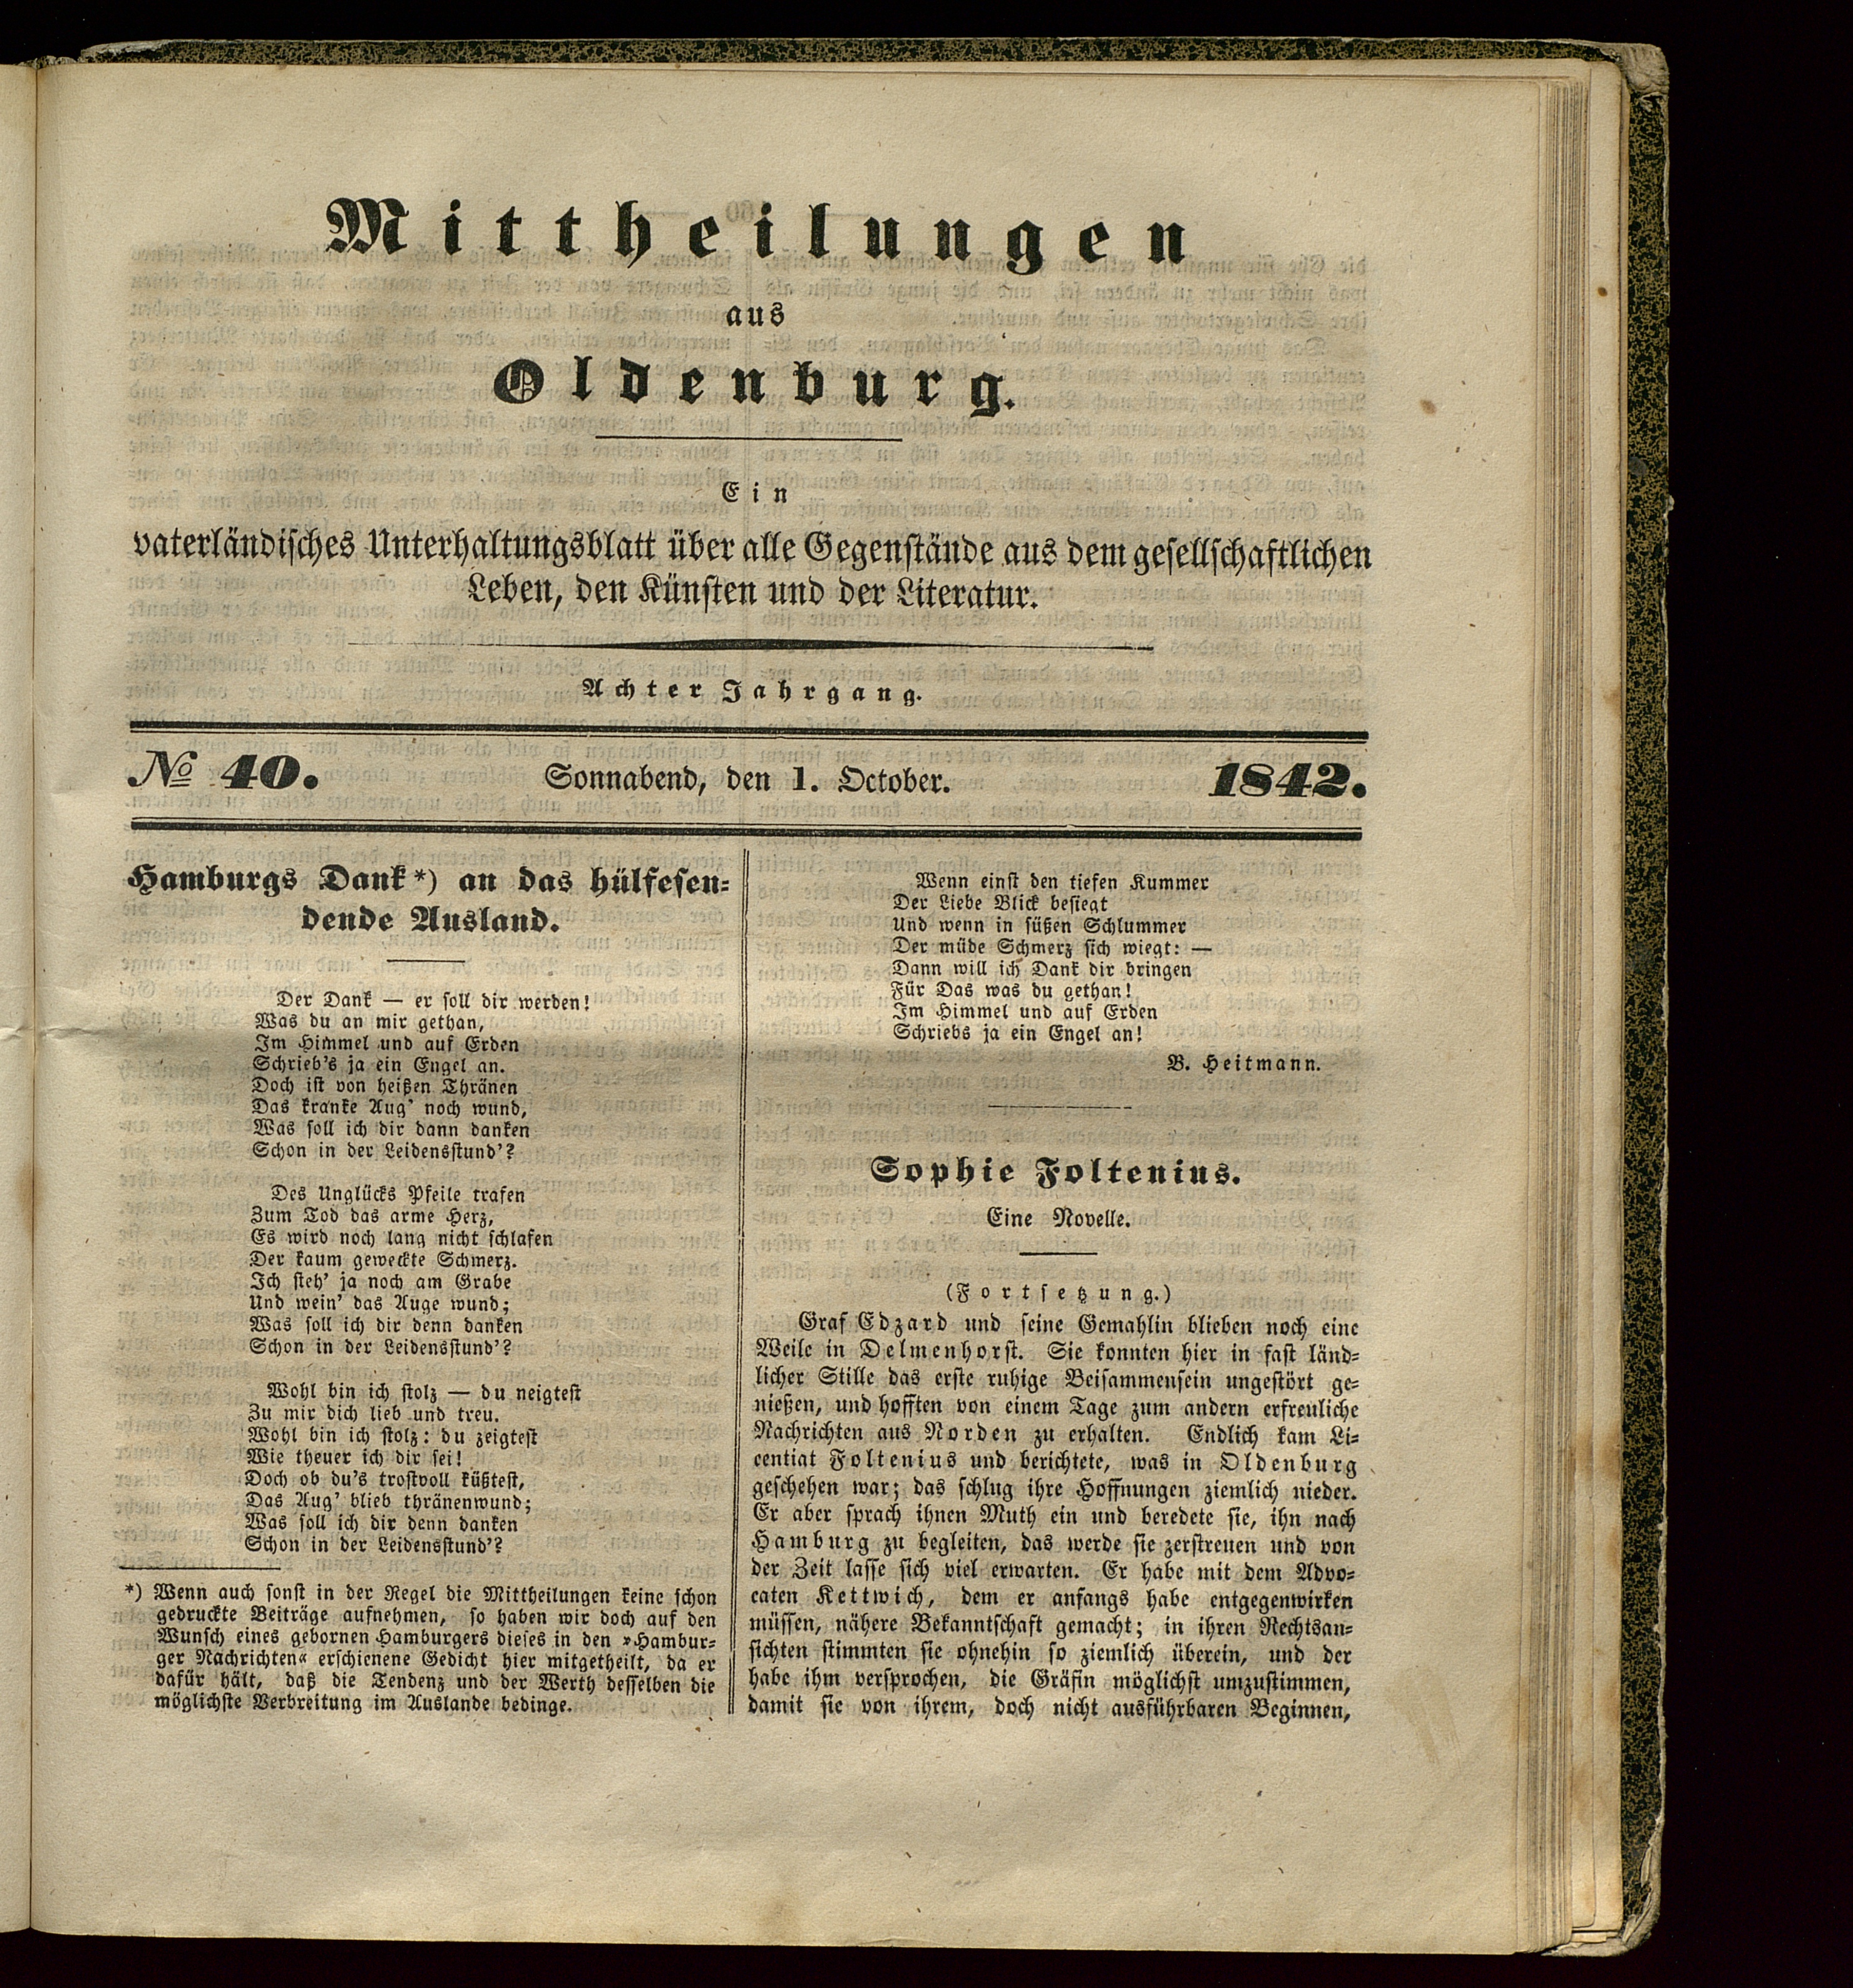 Mittheilungen
aus
Oldenburg.
Ein
vaterländisches Unterhaltungsblatt über alle Gegenstände aus dem gesellschaftlichen
Leben, den Künsten und der Literatur.
Achter Jahrgang.
No 40. Sonnabend, den 1. October. 1842.
Hamburgs Dank*) an das hülfesen-
dende Ausland.
Der Dank — er soll dir werden!
Was du an mir gethan,
Im Himmel und auf Erden
Schrieb's ja ein Engel an.
Doch ist von heißen Thränen
Das kranke Aug' noch wund,
Was soll ich dir dann danken
Schon in der Leidensstund'?
Des Unglücks Pfeile trafen
Zum Tod das arme Herz,
Es wird noch lang nicht schlafen
Der kaum geweckte Schmerz.
Ich steh' ja noch am Grabe
Und wein' das Auge wund;
Was soll ich dir denn danken
Schon in der Leidensstund'?
Wohl bin ich stolz — du neigtest
Zu mir dich lieb und treu.
Wohl bin ich stolz: du zeigtest
Wie theuer ich dir sei!
Doch ob du's trostvoll küßtest,
Das Aug' blieb thränenwund;
Was soll ich dir denn danken
Schon in der Leidensstund'?
*) Wenn auch sonst in der Regel die Mittheilungen keine schon
gedruckte Beiträge aufnehmen, so haben wir doch auf den
Wunsch eines gebornen Hamburgers dieses in den »Hambur-
ger Nachrichten« erschienene Gedicht hier mitgetheilt, da er
dafür hält, daß die Tendenz und der Werth desselben die
möglichste Verbreitung im Auslande bedinge.
Wenn einst den tiefen Kummer
Der Liebe Blick besiegt
Und wenn in süßen Schlummer
Der müde Schmerz sich wiegt: —
Dann will ich Dank dir bringen
Für Das was du gethan!
Im Himmel und auf Erden
Schriebs ja ein Engel an!
B. Heitmann.
Sophie Foltenius.
Eine Novelle.
(Fortsetzung.)
Graf Edzard und seine Gemahlin blieben noch eine
Weile in Delmenhorst. Sie konnten hier in fast länd-
licher Stille das erste ruhige Beisammensein ungestört ge-
nießen, und hofften von einem Tage zum andern erfreuliche
Nachrichten aus Norden zu erhalten. Endlich kam Li-
centiat Foltenius und berichtete, was in Oldenburg
geschehen war; das schlug ihre Hoffnungen ziemlich nieder.
Er aber sprach ihnen Muth ein und beredete sie, ihn nach
Hamburg zu begleiten, das werde sie zerstreuen und von
der Zeit lasse sich viel erwarten. Er habe mit dem Advo-
caten Kettwich, dem er anfangs habe entgegenwirken
müssen, nähere Bekanntschaft gemacht; in ihren Rechtsan-
sichten stimmten sie ohnehin so ziemlich überein, und der
habe ihm versprochen, die Gräfin möglichst umzustimmen,
damit sie von ihrem, doch nicht ausführbaren Beginnen,